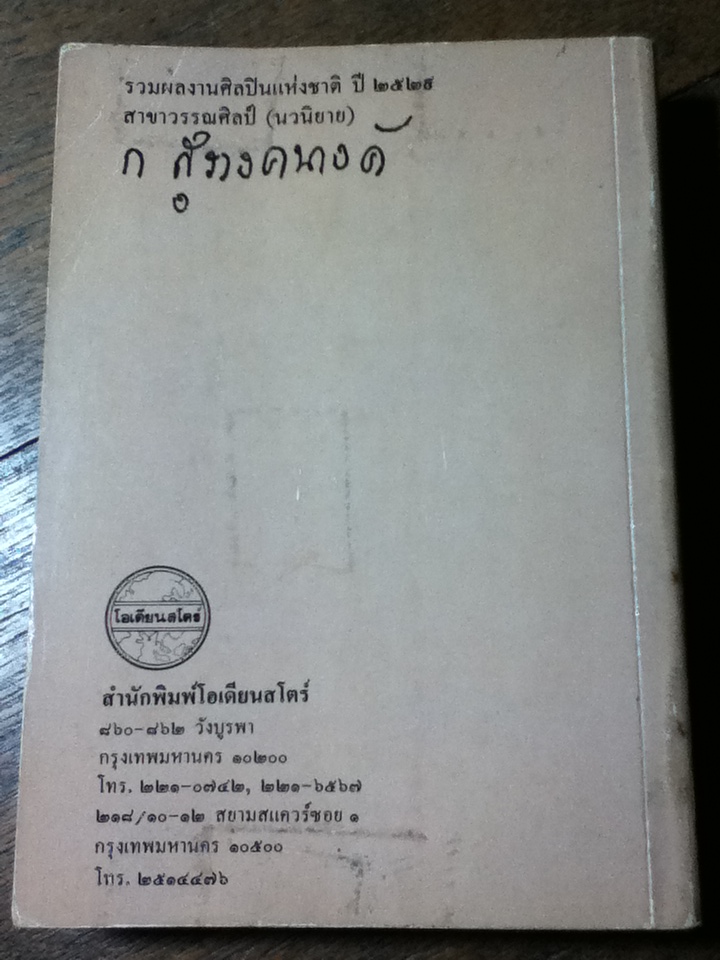 รวมผลงานศิลปินแห่งชาติ ปี ๒๕๒๙
สาขาวรรณศิลป์ (นวนิยาย)
ก สุรางคนางค์
โอเดียนสโตร์
สำนักพิมพ์โอเดียนสโตร์
๘๖๐-๘๖๒ วังบูรพา
กรุงเทพมหานคร ๑๐๒๐๐
โทร. ๒๒๑-๐๗๔๒, ๒๒๑-๖๕๖๗
๒๑๘/๑๐-๑๒ สยามสแควร์ซอย ๑
กรุงเทพมหานคร ๑๐๕๐๐
โทร. ๒๕๑๔๔๗๖